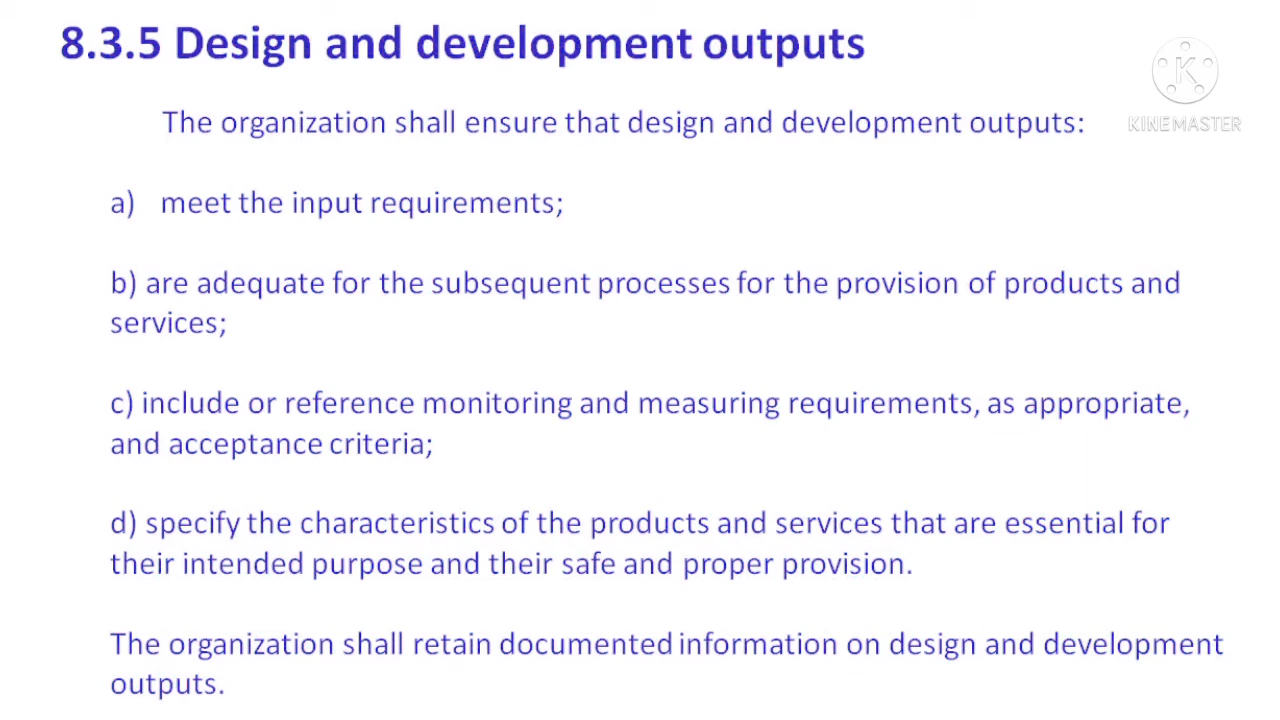 8.3.5 Design and development outputs
K
KINEMASTER
The organization shall ensure that design and development outputs:
a) meet the input requirements;
b) are adequate for the subsequent processes for the provision of products and
services;
c) include or reference monitoring and measuring requirements, as appropriate,
and acceptance criteria;
d) specify the characteristics of the products and services that are essential for
their intended purpose and their safe and proper provision.
The organization shall retain documented information on design and development
outputs.